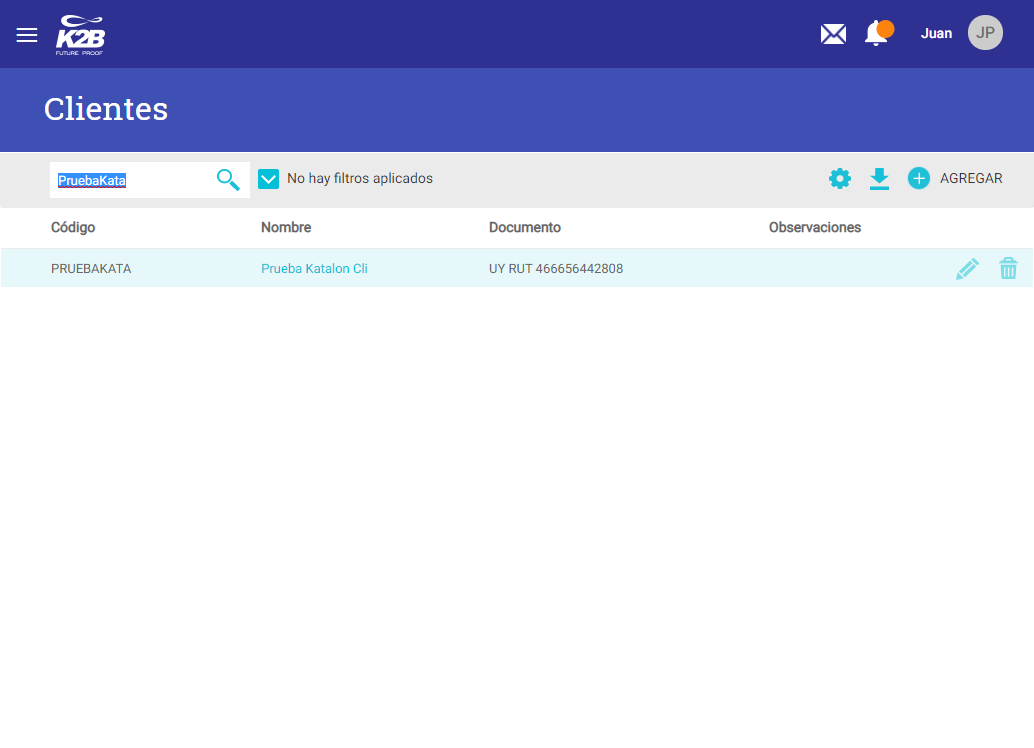 K2B
FUTURE PROOF
Juan
JP
Clientes
PruebaKata
No hay filtros aplicados
AGREGAR
Código Nombre Documento Observaciones
PRUEBAKATA Prueba Katalon Cli UY RUT 466656442808